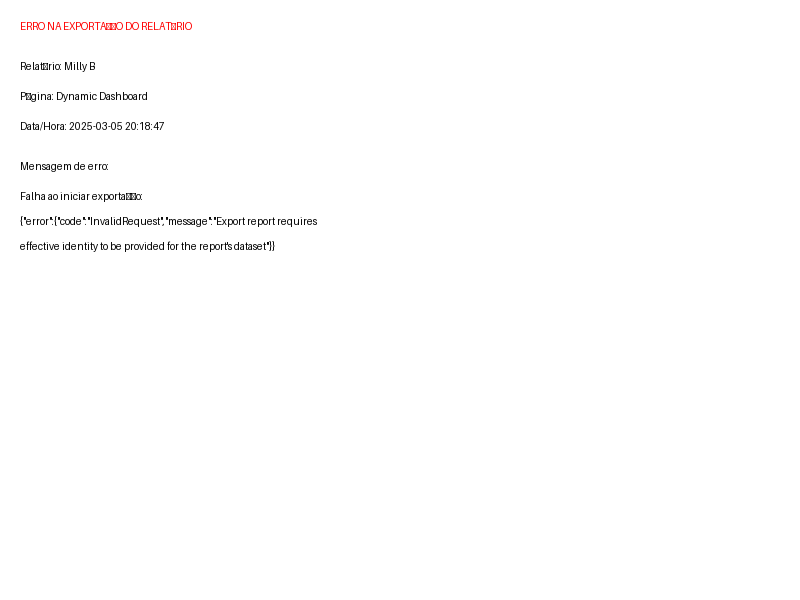 ERRO NA EXPORTA□□O DO RELAT□RIO
Relat□rio: Milly B
P□gina: Dynamic Dashboard
Data/Hora: 2025-03-05 20:18:47
Mensagem de erro:
Falha ao iniciar exporta□□o:
{"error":{"code":"InvalidRequest","message":"Export report requires
effective identity to be provided for the report's dataset"}}